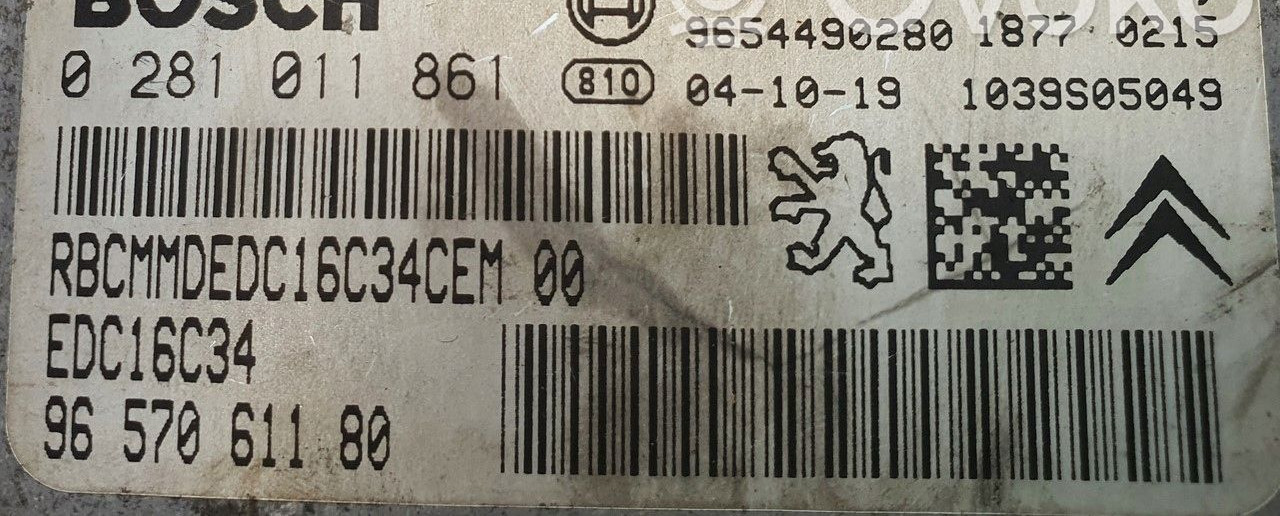 BOSCH
9654490280 1877 0215
0 281 011 861 810 04-10-19 1039S05049
RBCMMDEDC16C34CEM 00
EDC16C34
96 570 611 80